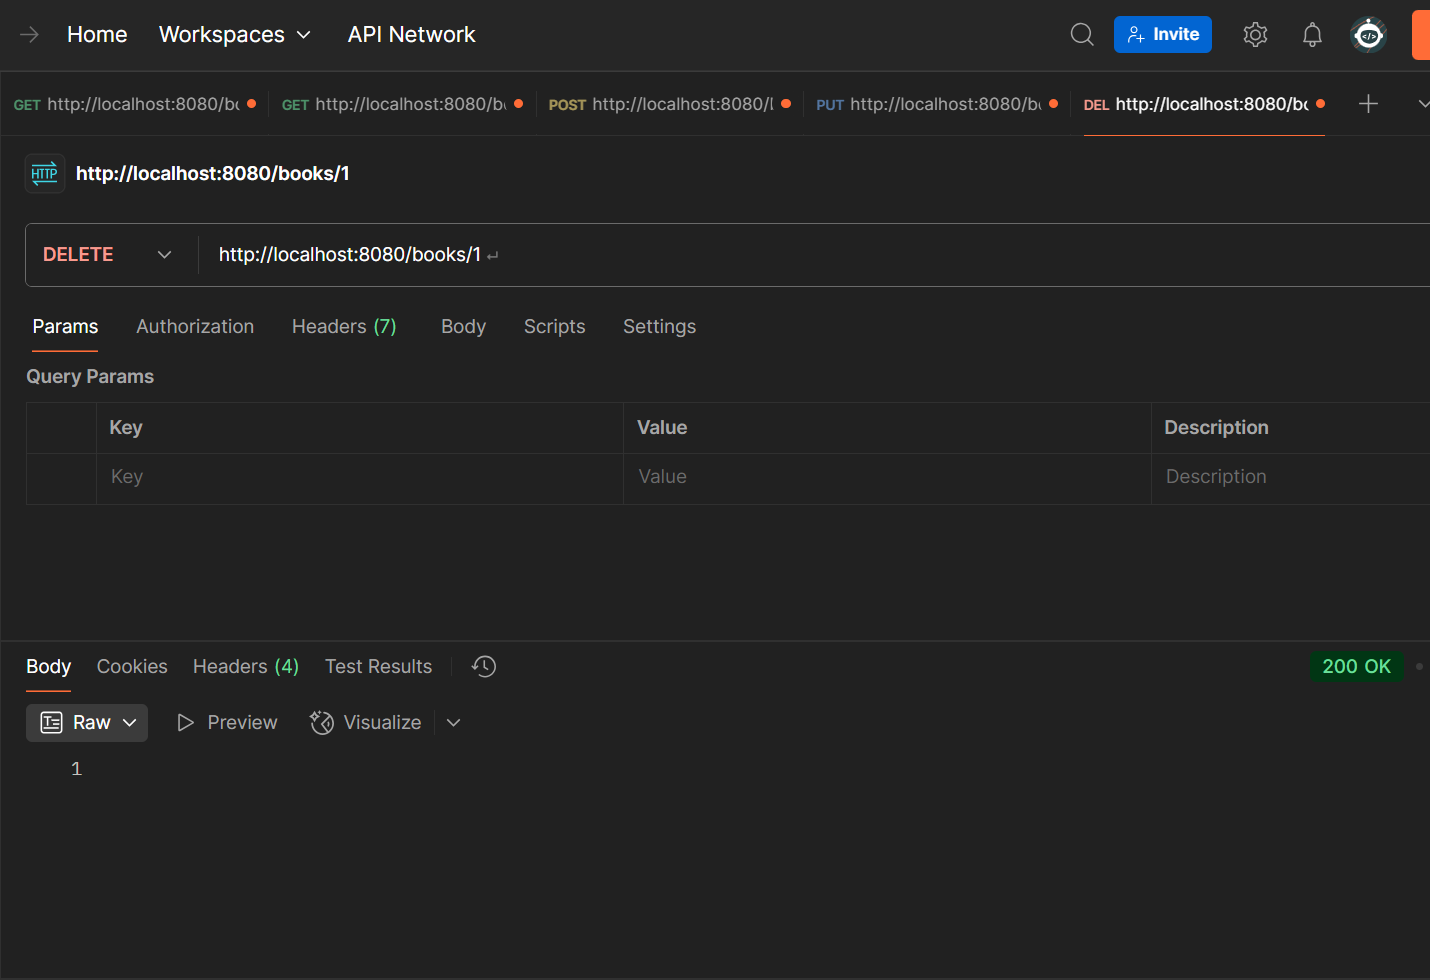 Home Workspaces API Network Invite
GET http://localhost:8080/bo GET http://localhost:8080/b POST http://localhost:8080/ PUT http://localhost:8080/b DEL http://localhost:8080/bo
HTTP http://localhost:8080/books/1
DELETE http://localhost:8080/books/1
Params Authorization Headers (7) Body Scripts Settings
Query Params
Key Value Description
Key Value Description
Body Cookies Headers (4) Test Results 200 OK
Raw Preview Visualize
1